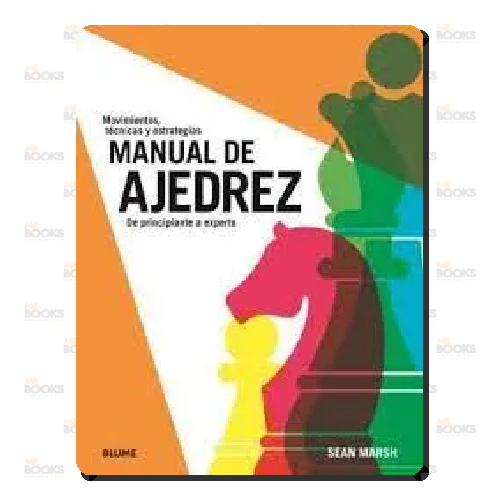 Movimientos,
técnicas y estrategias
MANUAL DE
AJEDREZ
De principiante a experto
BLUME
SEAN MARSH